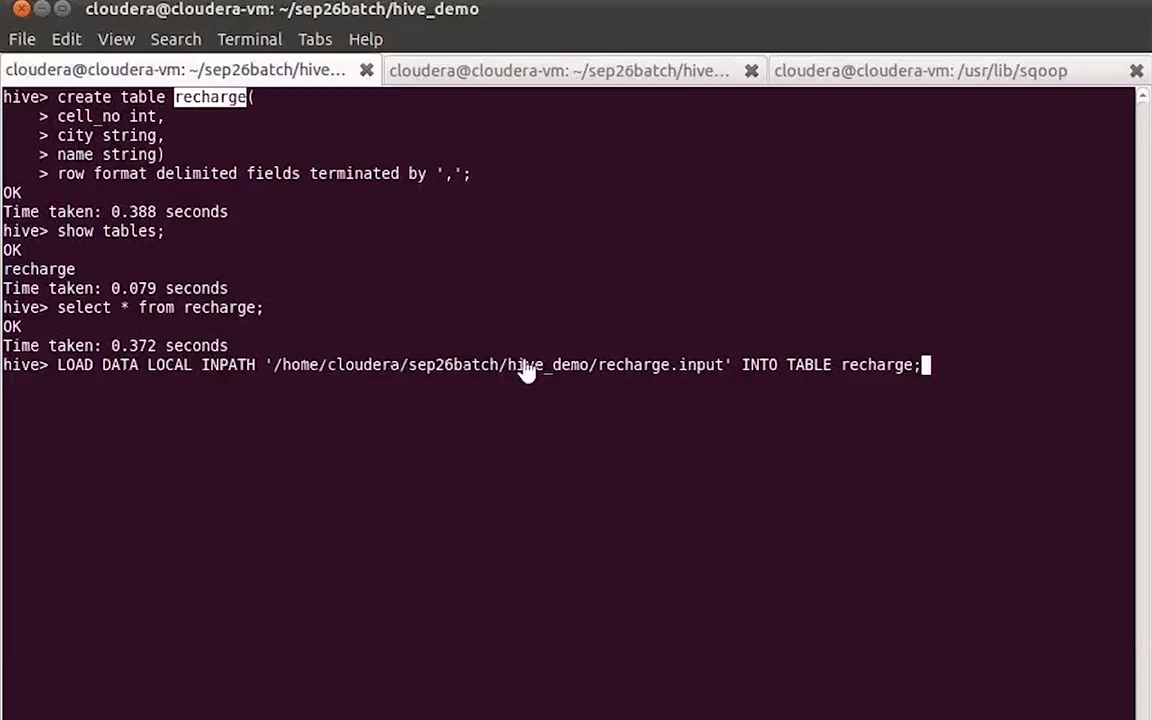 cloudera@cloudera-vm: ~/sep26batch/hive_demo
File Edit View Search Terminal Tabs Help
cloudera@cloudera-vm: ~/sep26batch/hive... cloudera@cloudera-vm: ~/sep26batch/hive... cloudera@cloudera-vm: /usr/lib/sqoop
hive> create table recharge(
    > cell_no int,
    > city string,
    > name string)
    > row format delimited fields terminated by ',';
OK
Time taken: 0.388 seconds
hive> show tables;
OK
recharge
Time taken: 0.079 seconds
hive> select * from recharge;
OK
Time taken: 0.372 seconds
hive> LOAD DATA LOCAL INPATH '/home/cloudera/sep26batch/hive_demo/recharge.input' INTO TABLE recharge;